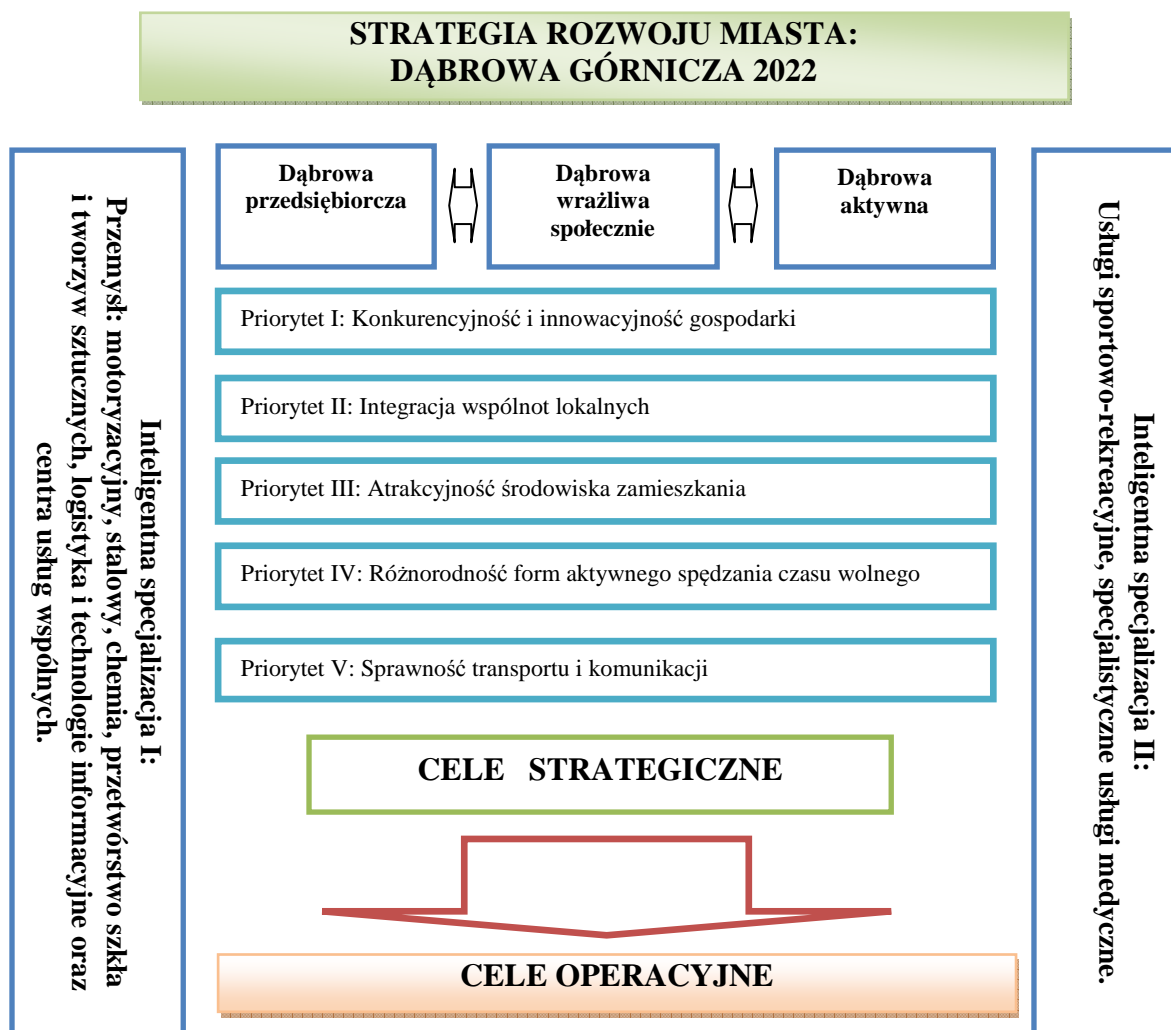 STRATEGIA ROZWOJU MIASTA:
DĄBROWA GÓRNICZA 2022
Inteligentna specjalizacja I:
Przemysł: motoryzacyjny, stalowy, chemia, przetwórstwo szkła
i tworzyw sztucznych, logistyka i technologie informacyjne oraz
centra usług wspólnych.
Dąbrowa
przedsiębiorcza
Dąbrowa
wrażliwa
społecznie
Dąbrowa
aktywna
Priorytet I: Konkurencyjność i innowacyjność gospodarki
Priorytet II: Integracja wspólnot lokalnych
Priorytet III: Atrakcyjność środowiska zamieszkania
Priorytet IV: Różnorodność form aktywnego spędzania czasu wolnego
Priorytet V: Sprawność transportu i komunikacji
CELE STRATEGICZNE
CELE OPERACYJNE
Inteligentna specjalizacja II:
Usługi sportowo-rekreacyjne, specjalistyczne usługi medyczne.